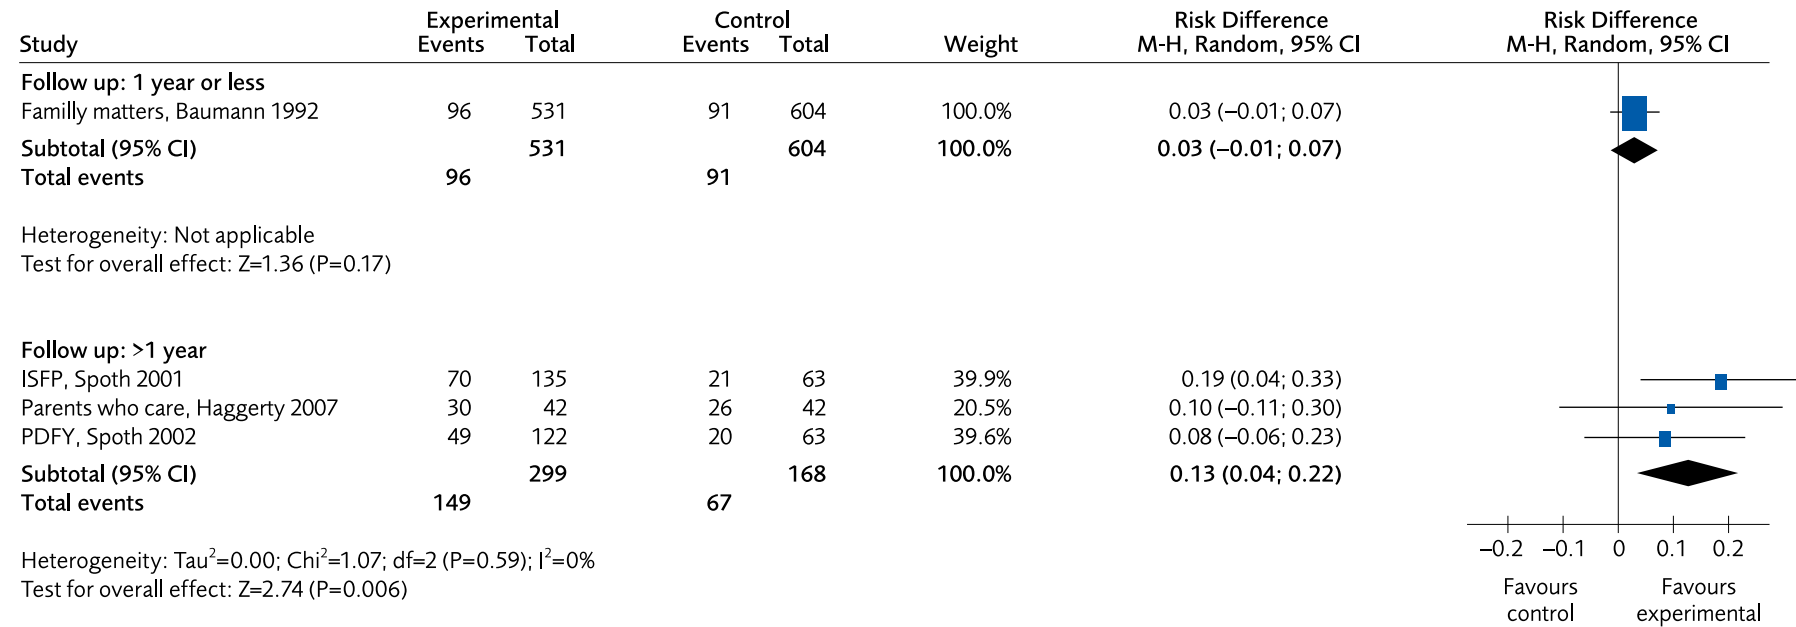 Experimental Control Risk Difference Risk Difference
Study Events Total Events Total Weight M-H, Random, 95% CI M-H, Random, 95% CI
Follow up: 1 year or less
Familly matters, Baumann 1992 96 531 91 604 100.0% 0.03 (–0.01; 0.07)
Subtotal (95% CI) 531 604 100.0% 0.03 (–0.01; 0.07)
Total events 96 91
Heterogeneity: Not applicable
Test for overall effect: Z=1.36 (P=0.17)
Follow up: >1 year
ISFP, Spoth 2001 70 135 21 63 39.9% 0.19 (0.04; 0.33)
Parents who care, Haggerty 2007 30 42 26 42 20.5% 0.10 (–0.11; 0.30)
PDFY, Spoth 2002 49 122 20 63 39.6% 0.08 (–0.06; 0.23)
Subtotal (95% CI) 299 168 100.0% 0.13 (0.04; 0.22)
Total events 149 67
Heterogeneity: Tau²=0.00; Chi²=1.07; df=2 (P=0.59); I²=0%
Test for overall effect: Z=2.74 (P=0.006)
–0.2 –0.1 0 0.1 0.2
Favours control Favours experimental